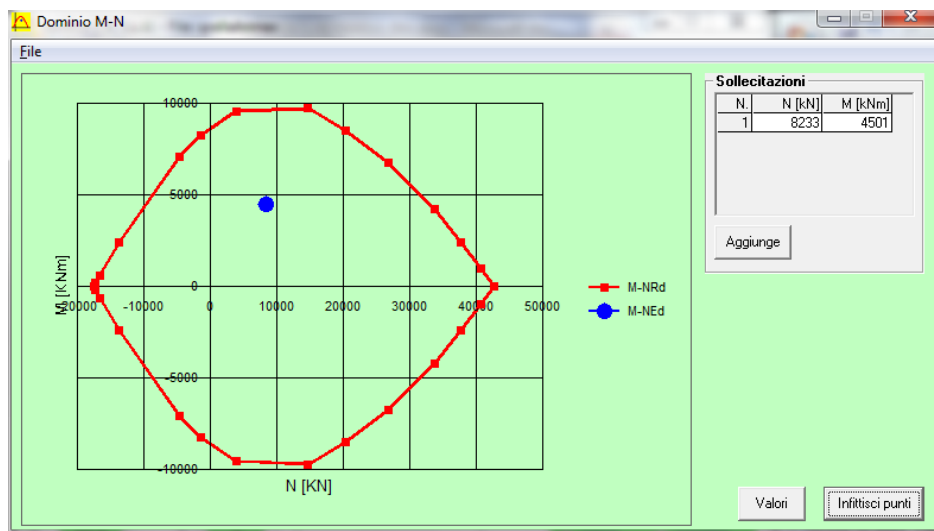 Dominio M-N
File
Sollecitazioni
N. N [kN] M [kNm]
1 8233 4501
Aggiunge
10000
5000
0
-5000
-10000
M [KNm]
-20000 -10000 0 10000 20000 30000 40000 50000
N [KN]
M-NRd
M-NEd
Valori
Infittisci punti